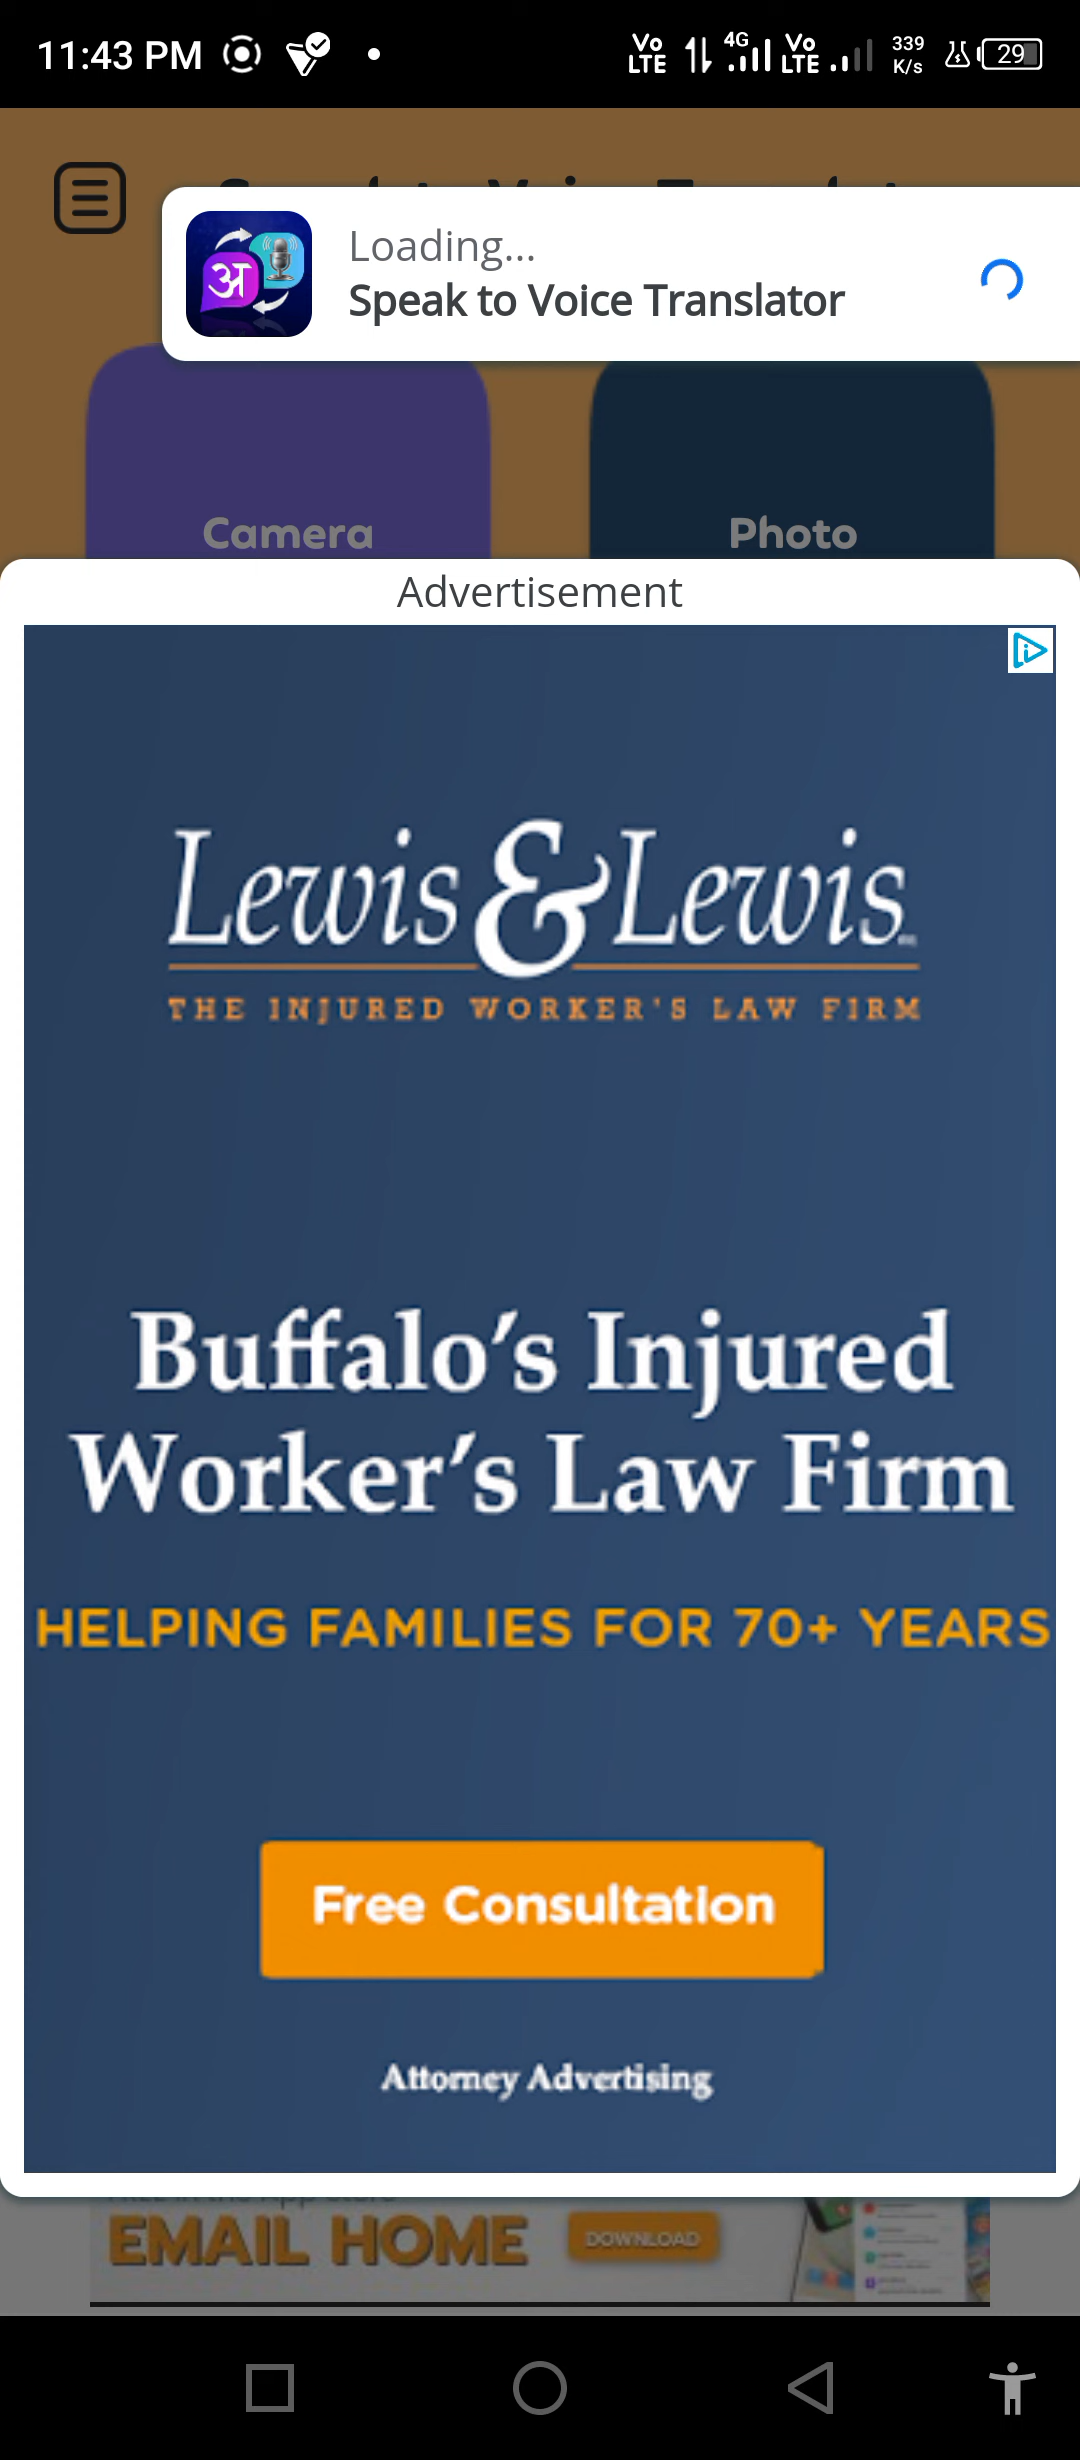 11:43 PM
Vo LTE 4G Vo LTE 339 K/s 29
Loading...
Speak to Voice Translator
अ
Camera
Photo
Advertisement
Lewis & Lewis
THE INJURED WORKER'S LAW FIRM
Buffalo's Injured
Worker's Law Firm
HELPING FAMILIES FOR 70+ YEARS
Free Consultation
Attorney Advertising
EMAIL HOME
DOWNLOAD